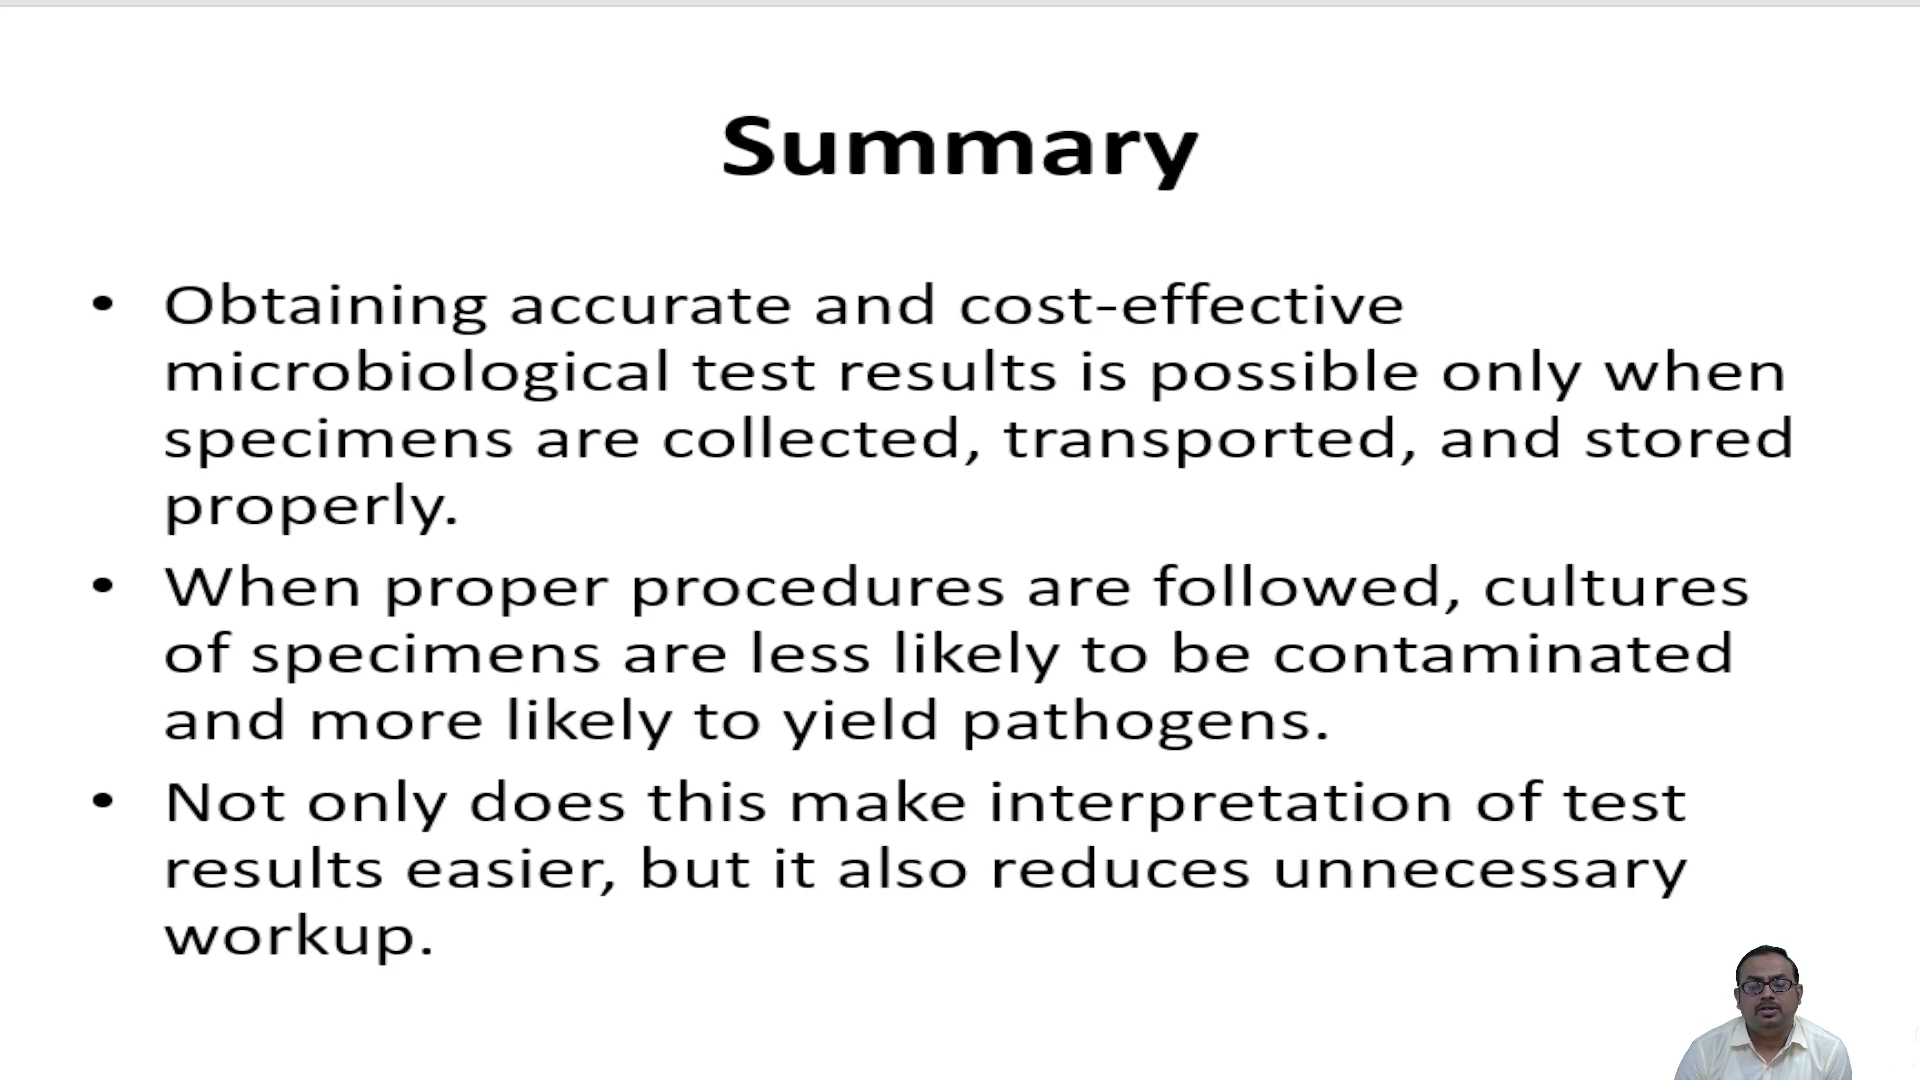 Summary
• Obtaining accurate and cost-effective
microbiological test results is possible only when
specimens are collected, transported, and stored
properly.
• When proper procedures are followed, cultures
of specimens are less likely to be contaminated
and more likely to yield pathogens.
• Not only does this make interpretation of test
results easier, but it also reduces unnecessary
workup.